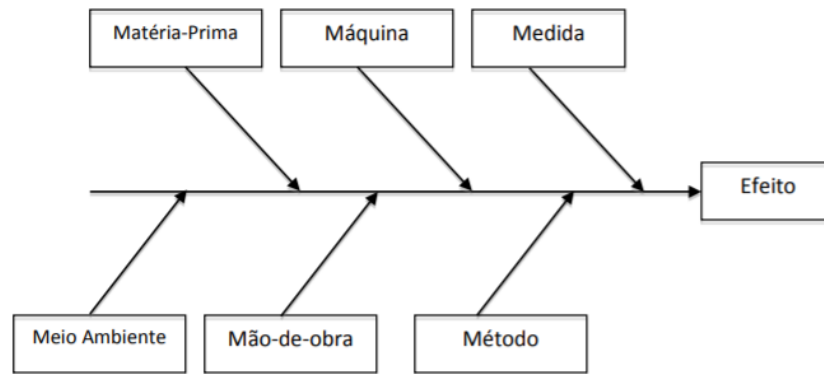 Matéria-Prima
Máquina
Medida
Efeito
Meio Ambiente
Mão-de-obra
Método